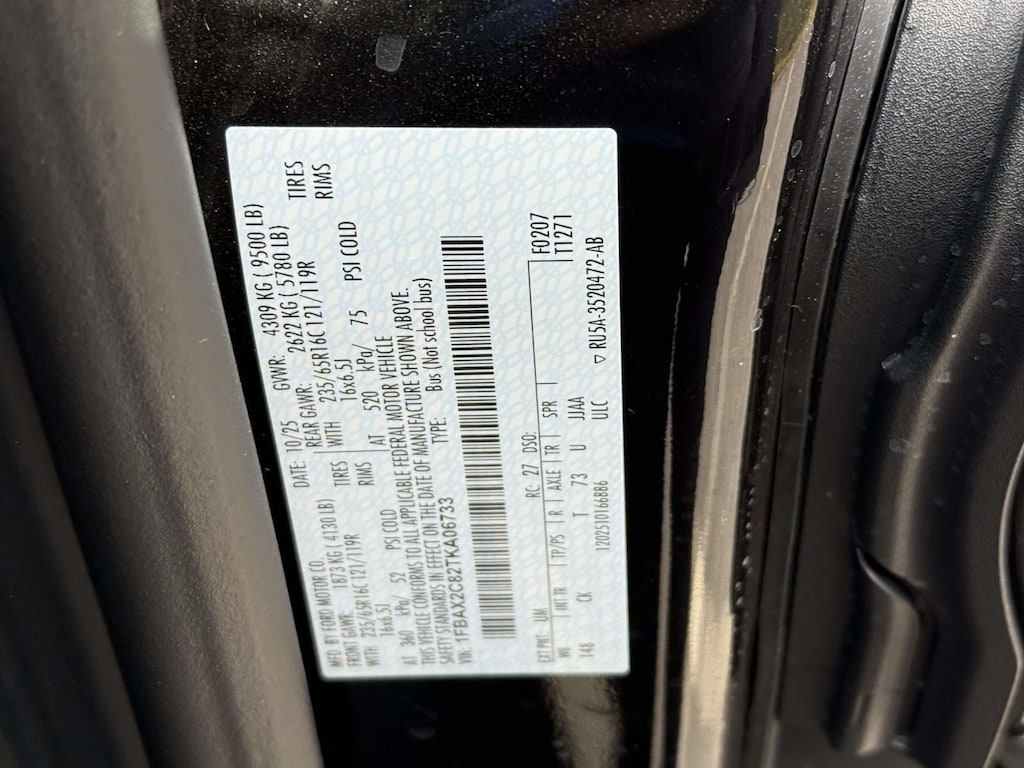 MFD. BY FORD MOTOR CO.
DATE: 10/25 GVWR: 4309 KG ( 9500 LB)
FRONT GAWR: 1873 KG ( 4130 LB) REAR GAWR: 2622 KG ( 5780 LB)
WITH 235/65R16C 121/119R TIRES WITH 235/65R16C 121/119R TIRES
16x6.5J RIMS 16x6.5J RIMS
AT 360 kPa/ 52 PSI COLD AT 520 kPa/ 75 PSI COLD
THIS VEHICLE CONFORMS TO ALL APPLICABLE FEDERAL MOTOR VEHICLE
SAFETY STANDARDS IN EFFECT ON THE DATE OF MANUFACTURE SHOWN ABOVE.
VIN: 1FBAX2C82TKA06733 TYPE: Bus (Not school bus)
EXT PNT: UM RC: 27 DSO: F0207
WB INT TR TP/PS R AXLE TR SPR T1271
148 CK T 73 U JJAA
ULC
1202510166886 ▽ RU5A-3520472-AB